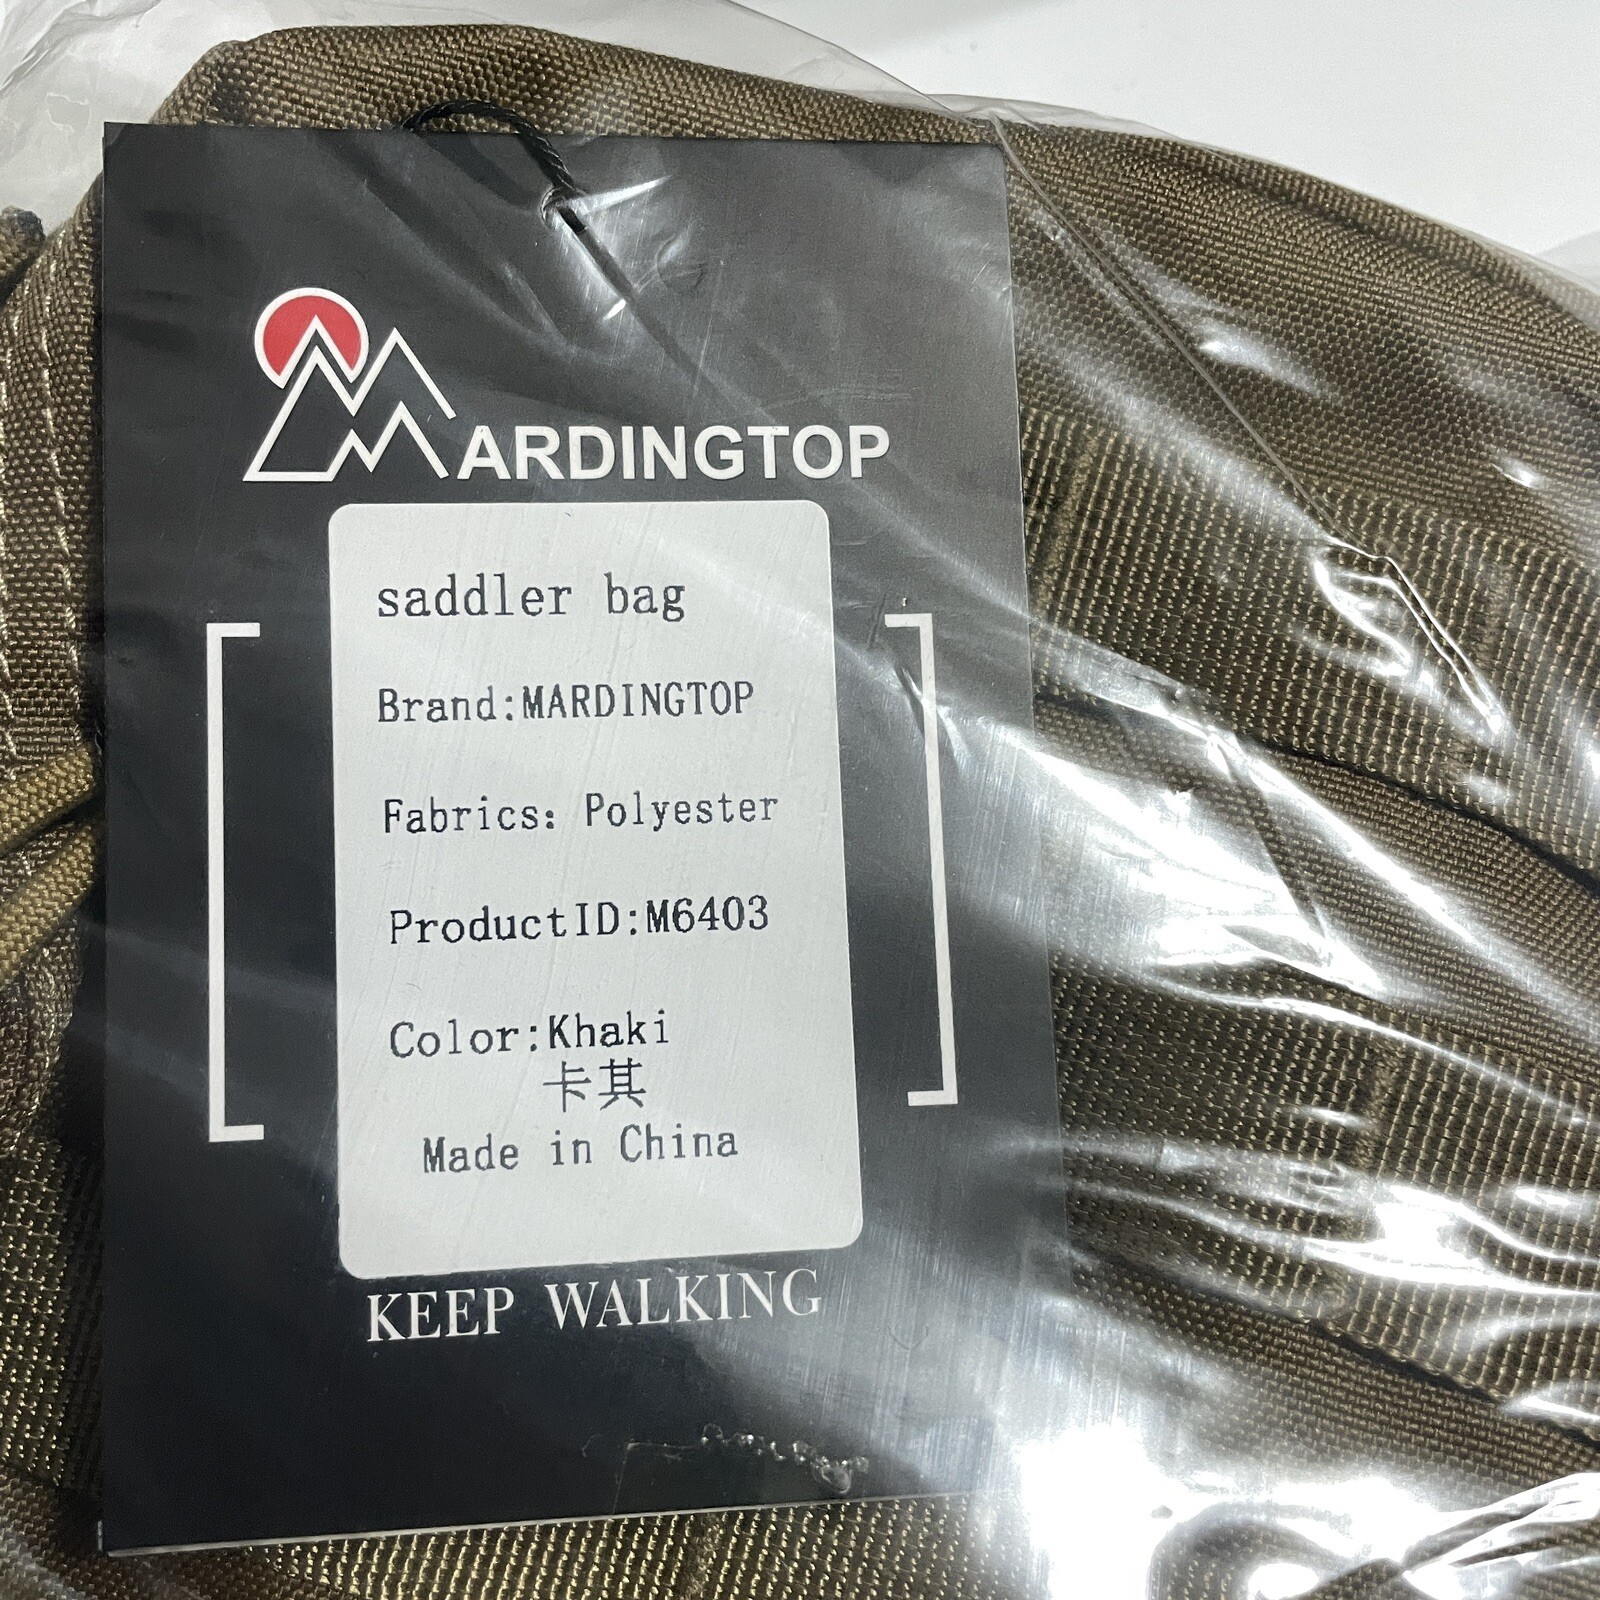 MARDINGTOP
saddler bag
Brand:MARDINGTOP
Fabrics: Polyester
ProductID:M6403
Color:Khaki
卡其
Made in China
KEEP WALKING